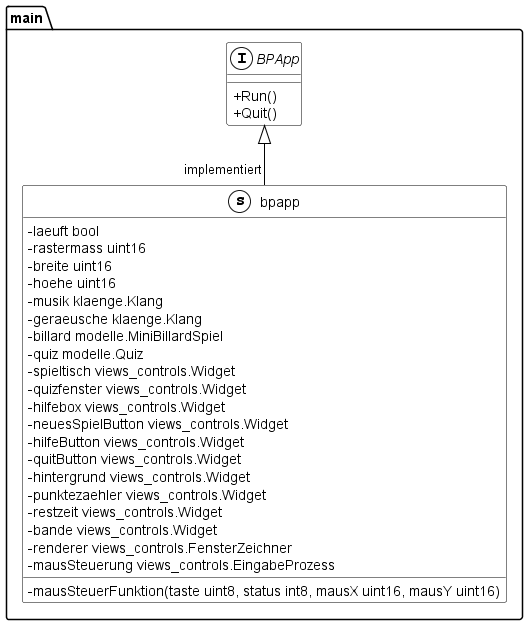 main
I BPApp
+Run()
+Quit()
implementiert
s bpapp
-laeuft bool
-rastermass uint16
-breite uint16
-hoehe uint16
-musik klaenge.Klang
-geraeusche klaenge.Klang
-billard modelle.MiniBillardSpiel
-quiz modelle.Quiz
-spieltisch views_controls.Widget
-quizfenster views_controls.Widget
-hilfebox views_controls.Widget
-neuesSpielButton views_controls.Widget
-hilfeButton views_controls.Widget
-quitButton views_controls.Widget
-hintergrund views_controls.Widget
-punktezaehler views_controls.Widget
-restzeit views_controls.Widget
-bande views_controls.Widget
-renderer views_controls.FensterZeichner
-mausSteuerung views_controls.EingabeProzess
-mausSteuerFunktion(taste uint8, status int8, mausX uint16, mausY uint16)